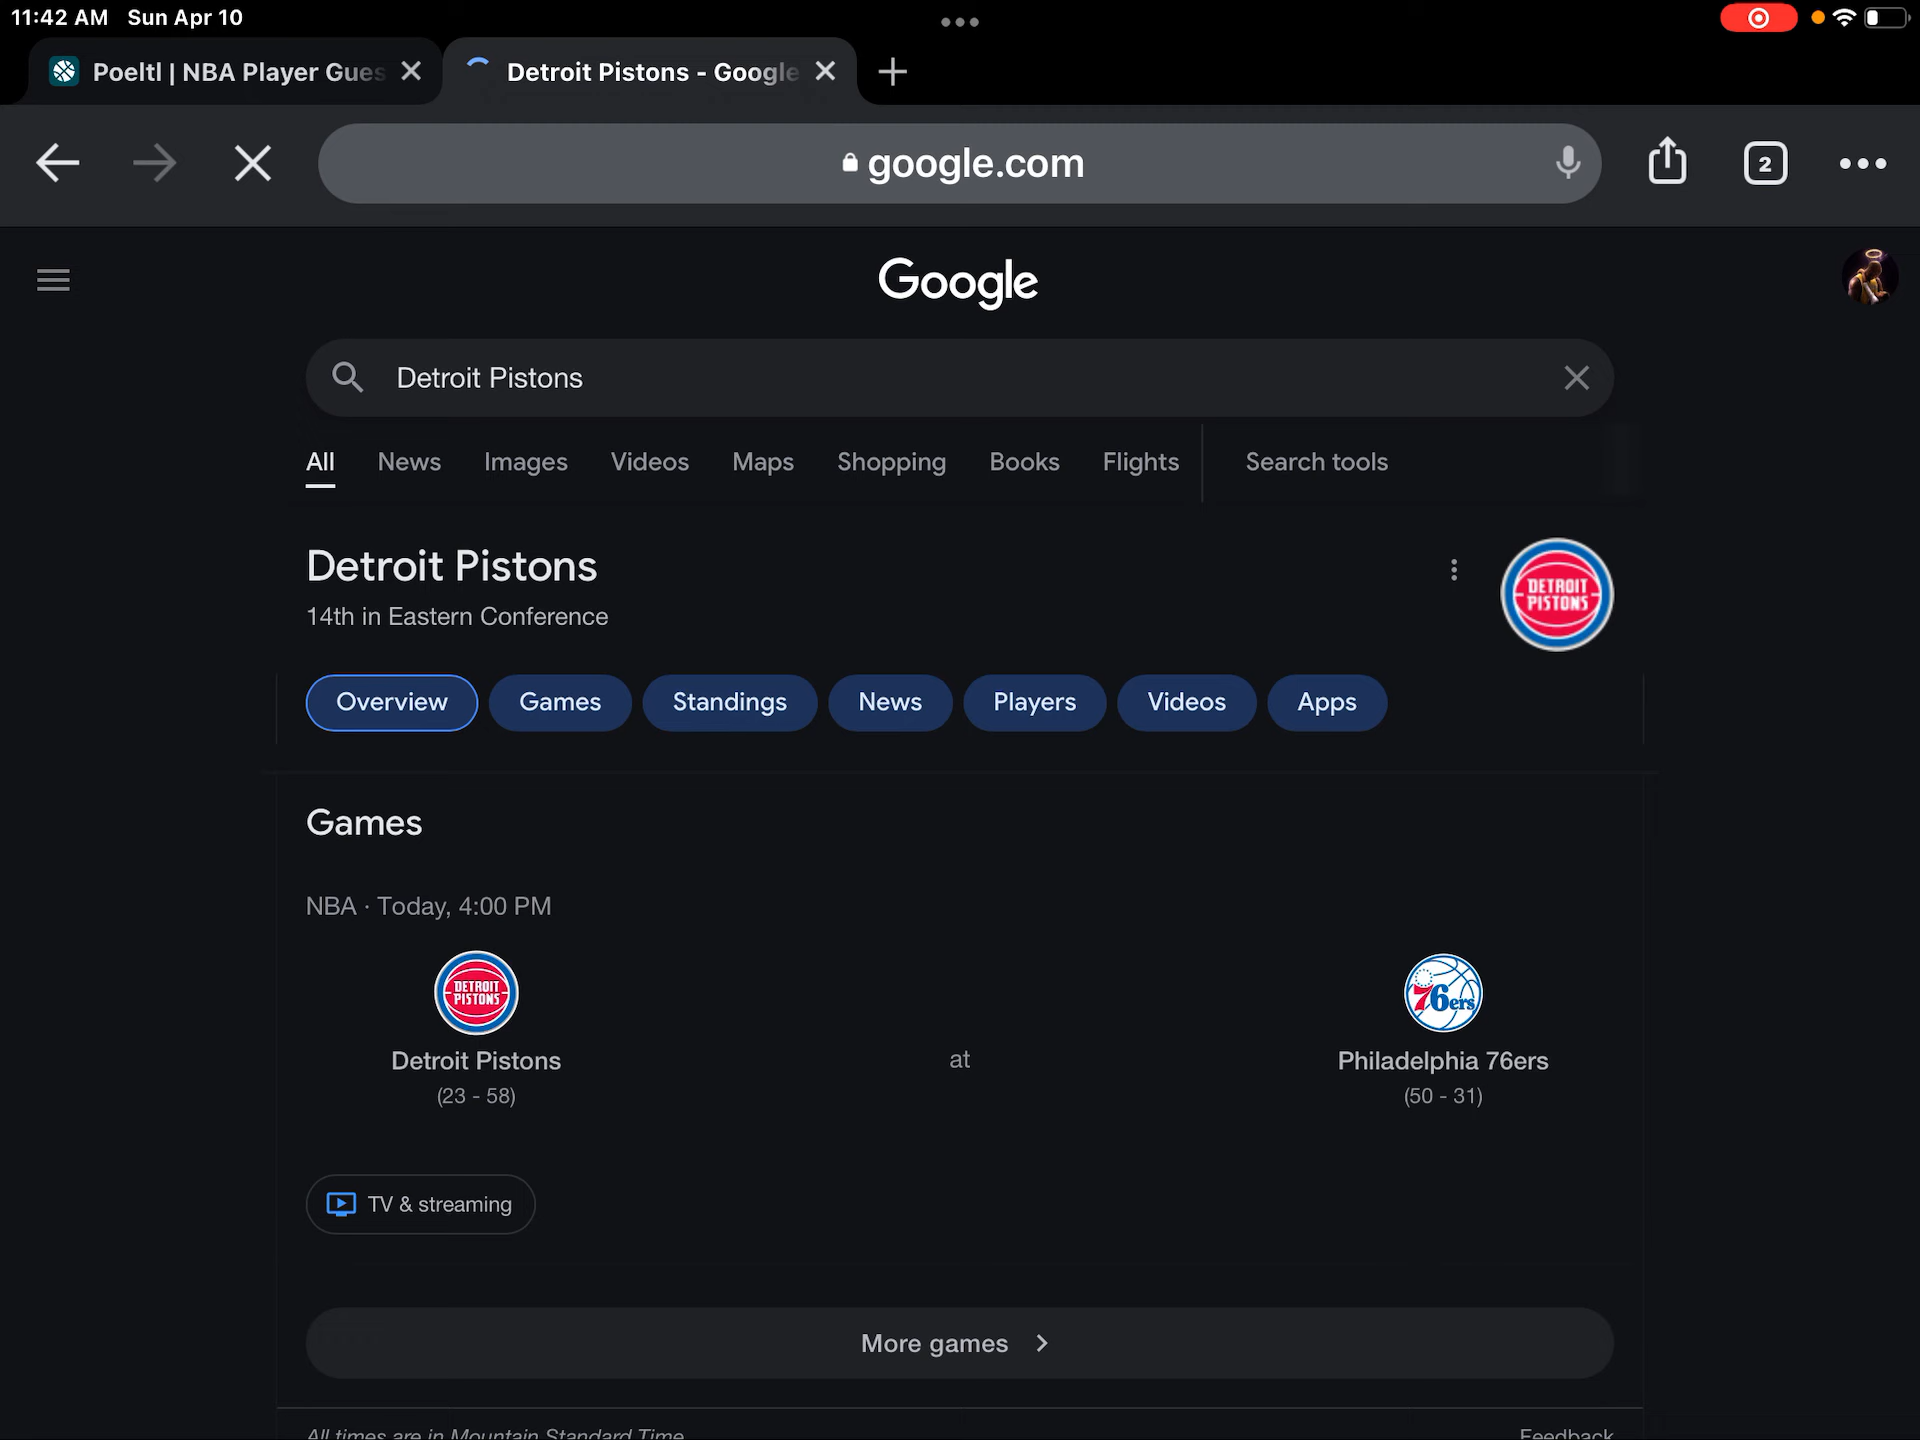 11:42 AM Sun Apr 10
Poeltl | NBA Player Gues
Detroit Pistons - Google
google.com
2
Google
Detroit Pistons
All News Images Videos Maps Shopping Books Flights Search tools
Detroit Pistons
14th in Eastern Conference
DETROIT
PISTONS
Overview Games Standings News Players Videos Apps
Games
NBA · Today, 4:00 PM
DETROIT
PISTONS
76ers
Detroit Pistons at Philadelphia 76ers
(23 - 58) (50 - 31)
TV & streaming
More games
All times are in Mountain Standard Time Feedback